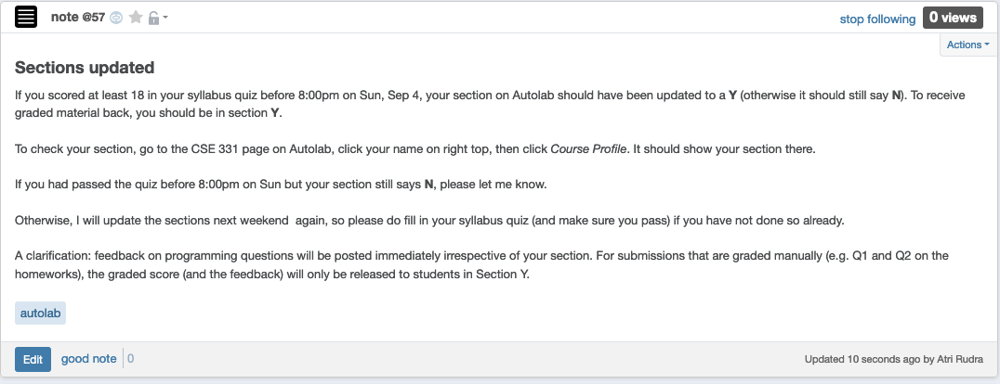 note @57
stop following 0 views
Actions
Sections updated
If you scored at least 18 in your syllabus quiz before 8:00pm on Sun, Sep 4, your section on Autolab should have been updated to a Y (otherwise it should still say N). To receive
graded material back, you should be in section Y.
To check your section, go to the CSE 331 page on Autolab, click your name on right top, then click Course Profile. It should show your section there.
If you had passed the quiz before 8:00pm on Sun but your section still says N, please let me know.
Otherwise, I will update the sections next weekend  again, so please do fill in your syllabus quiz (and make sure you pass) if you have not done so already.
A clarification: feedback on programming questions will be posted immediately irrespective of your section. For submissions that are graded manually (e.g. Q1 and Q2 on the
homeworks), the graded score (and the feedback) will only be released to students in Section Y.
autolab
Edit good note 0
Updated 10 seconds ago by Atri Rudra